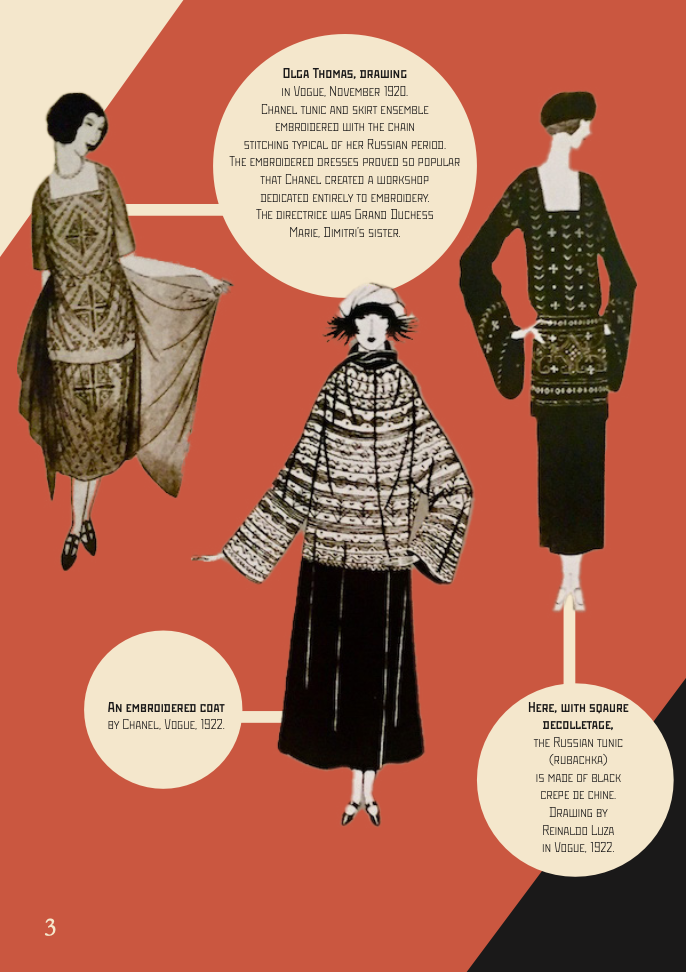 Olga Thomas, drawing
in Vogue, November 1920.
Chanel tunic and skirt ensemble
embroidered with the chain
stitching typical of her Russian period.
The embroidered dresses proved so popular
that Chanel created a workshop
dedicated entirely to embroidery.
The directrice was Grand Duchess
Marie, Dimitri's sister.
An embroidered coat
by Chanel, Vogue, 1922.
Here, with sqaure
decolletage,
the Russian tunic
(rubachka)
is made of black
crepe de chine.
Drawing by
Reinaldo Luza
in Vogue, 1922.
3